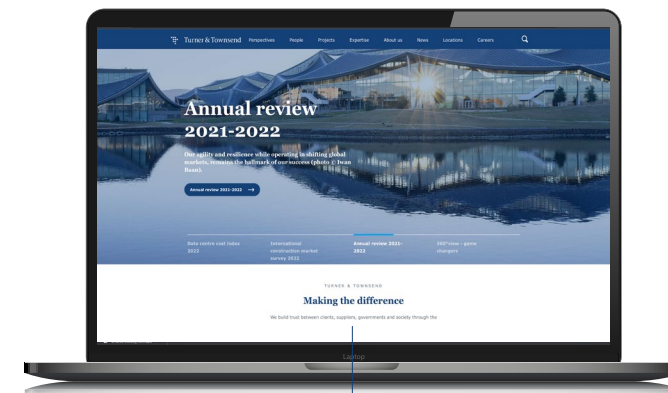 Turner & Townsend Perspectives People Projects Expertise About us News Locations Careers
Annual review
2021-2022
Our agility and resilience while operating in shifting global
markets, remains the hallmark of our success (photo © Iwan
Baan).
Annual review 2021-2022 →
Data centre cost index
2022
International
construction market
survey 2022
Annual review 2021-
2022
360°view - game
changers
TURNER & TOWNSEND
Making the difference
We build trust between clients, suppliers, governments and society through the
Laptop